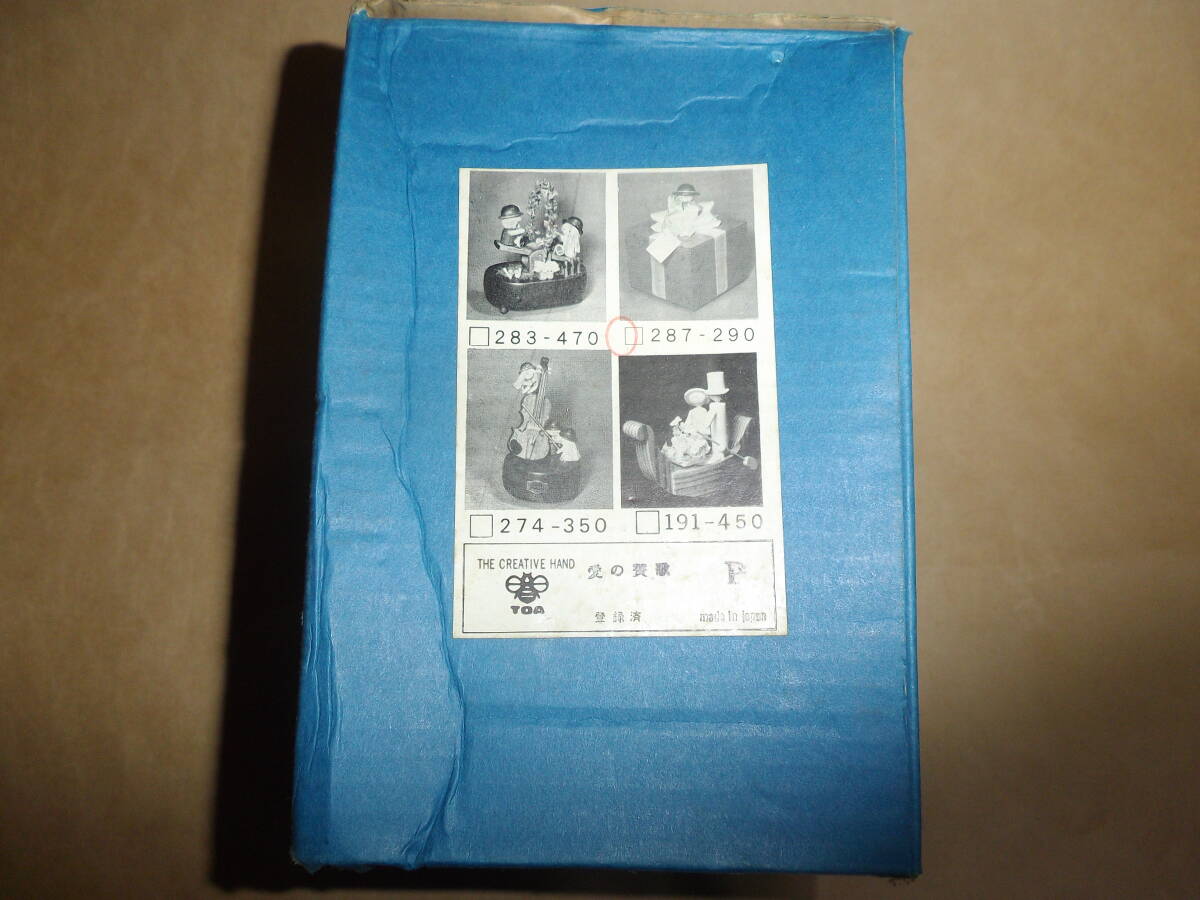 283-470
287-290
274-350
191-450
THE CREATIVE HAND
TOA
愛の賛歌
P
登録済
made in japan